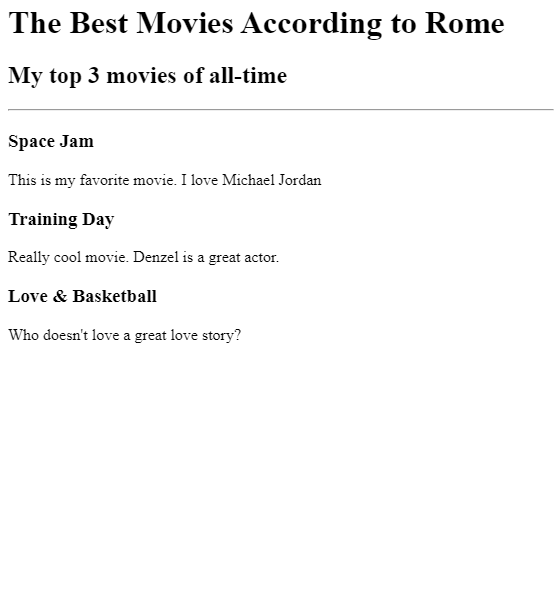 The Best Movies According to Rome
My top 3 movies of all-time
Space Jam
This is my favorite movie. I love Michael Jordan
Training Day
Really cool movie. Denzel is a great actor.
Love & Basketball
Who doesn't love a great love story?